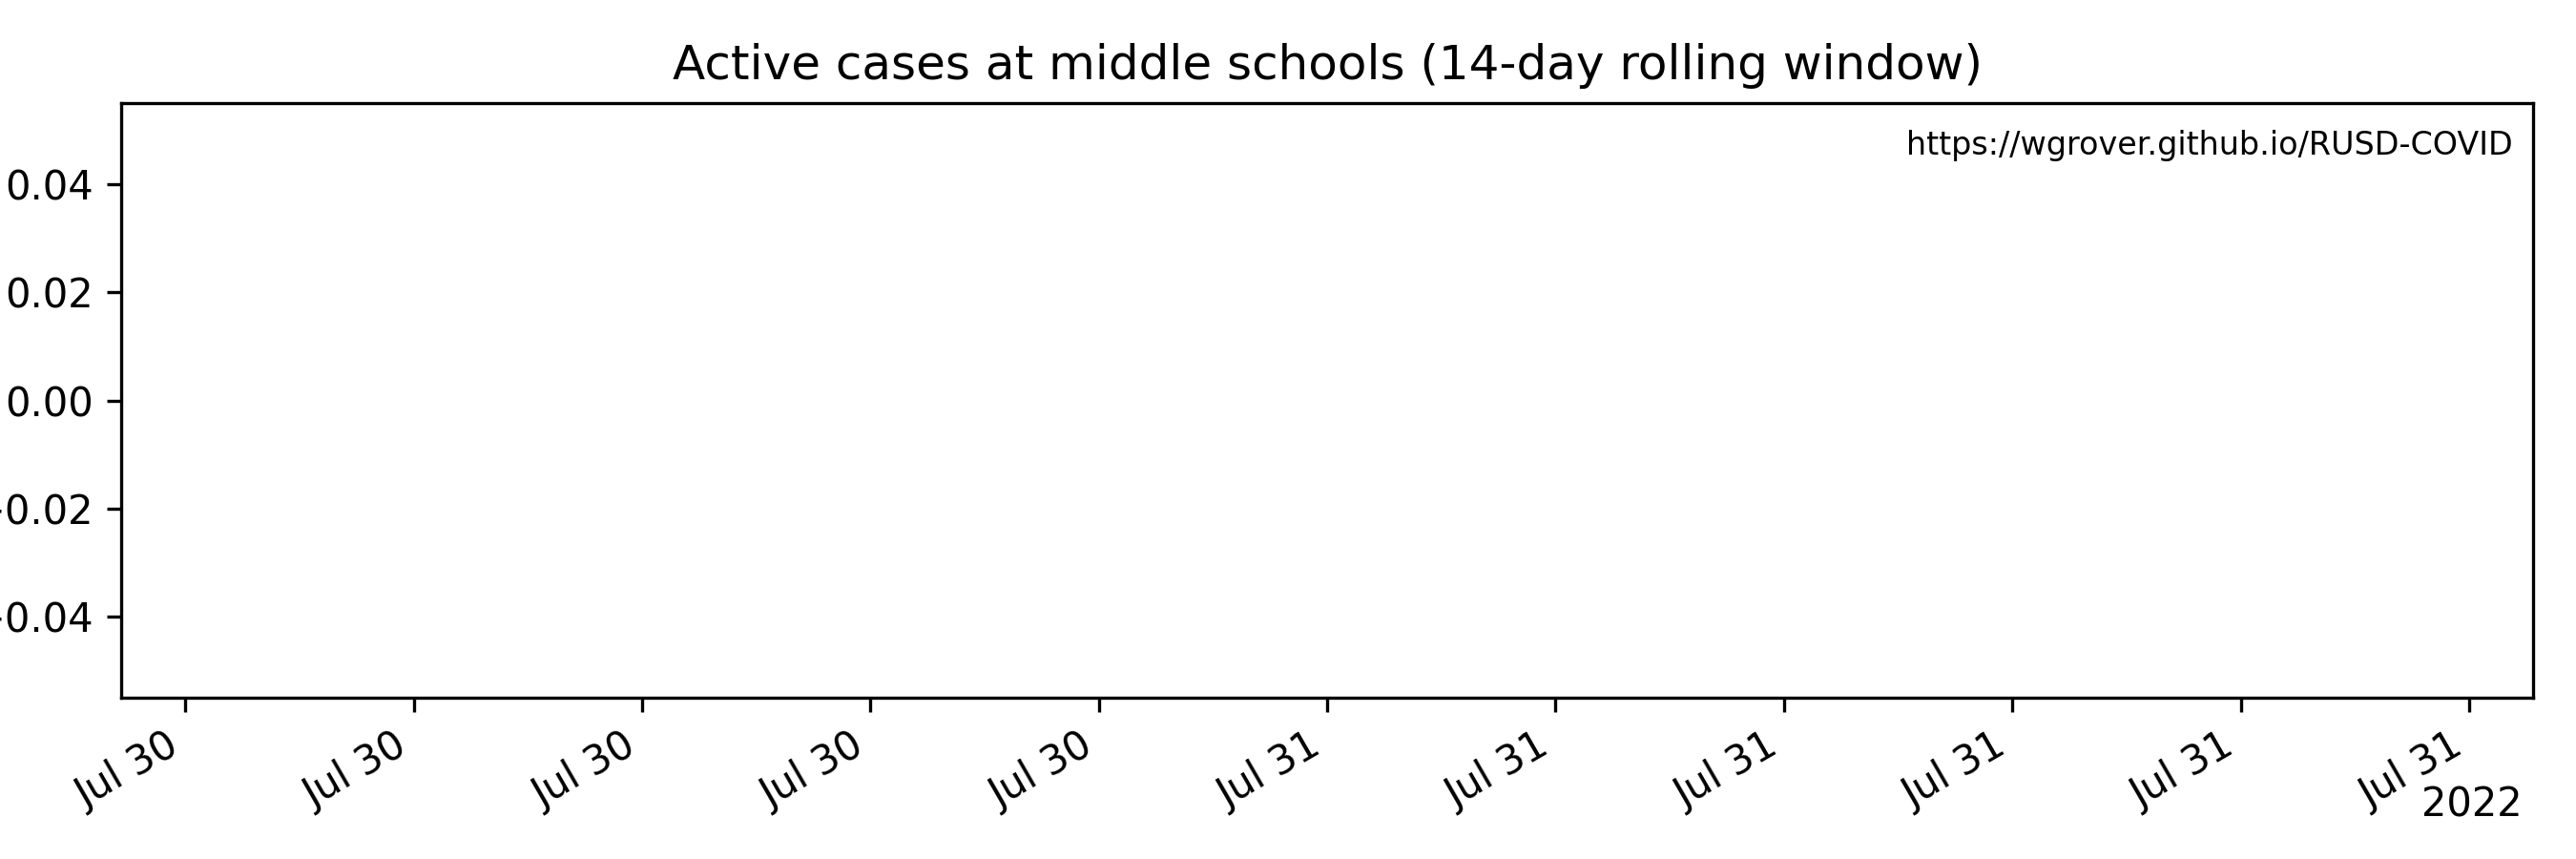 Active cases at middle schools (14-day rolling window)
https://wgrover.github.io/RUSD-COVID
0.04
0.02
0.00
-0.02
-0.04
Jul 30 Jul 30 Jul 30 Jul 30 Jul 30 Jul 31 Jul 31 Jul 31 Jul 31 Jul 31 Jul 31
2022